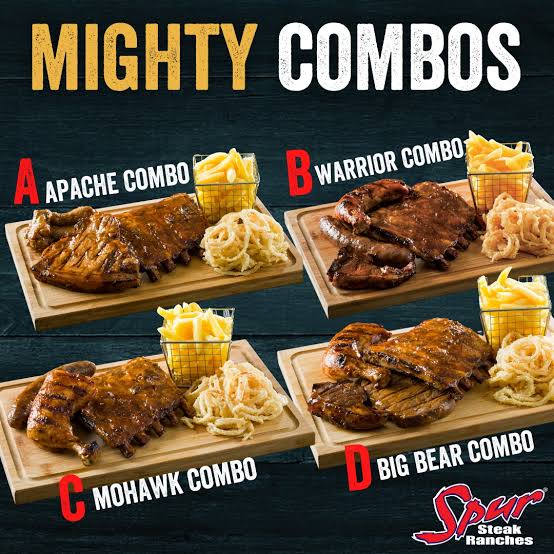 MIGHTY COMBOS
A APACHE COMBO
B WARRIOR COMBO
C MOHAWK COMBO
D BIG BEAR COMBO
Spur®
Steak
Ranches